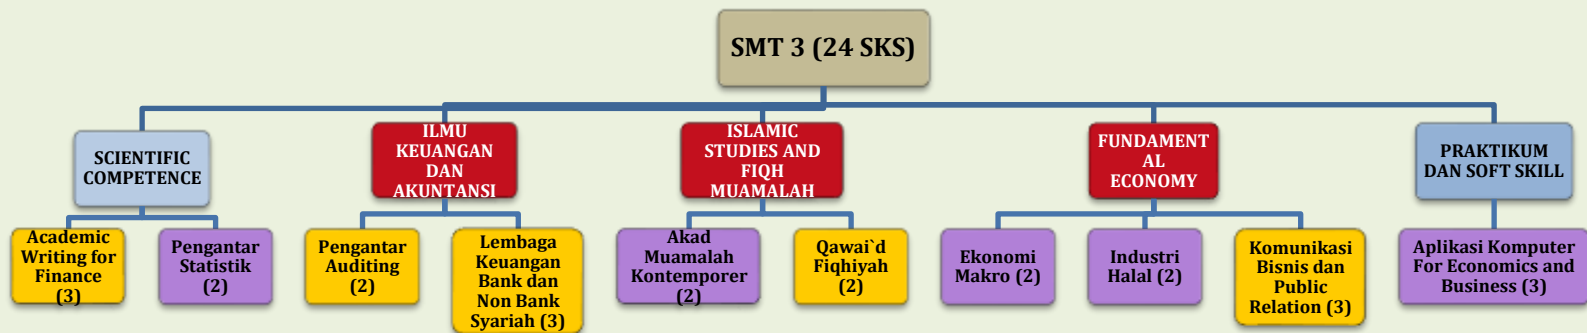 SMT 3 (24 SKS)
SCIENTIFIC
COMPETENCE
ILMU
KEUANGAN
DAN
AKUNTANSI
ISLAMIC
STUDIES AND
FIQH
MUAMALAH
FUNDAMENT
AL
ECONOMY
PRAKTIKUM
DAN SOFT SKILL
Academic
Writing for
Finance
(3)
Pengantar
Statistik
(2)
Pengantar
Auditing
(2)
Lembaga
Keuangan
Bank dan
Non Bank
Syariah (3)
Akad
Muamalah
Kontemporer
(2)
Qawai`d
Fiqhiyah
(2)
Ekonomi
Makro (2)
Industri
Halal (2)
Komunikasi
Bisnis dan
Public
Relation (3)
Aplikasi Komputer
For Economics and
Business (3)